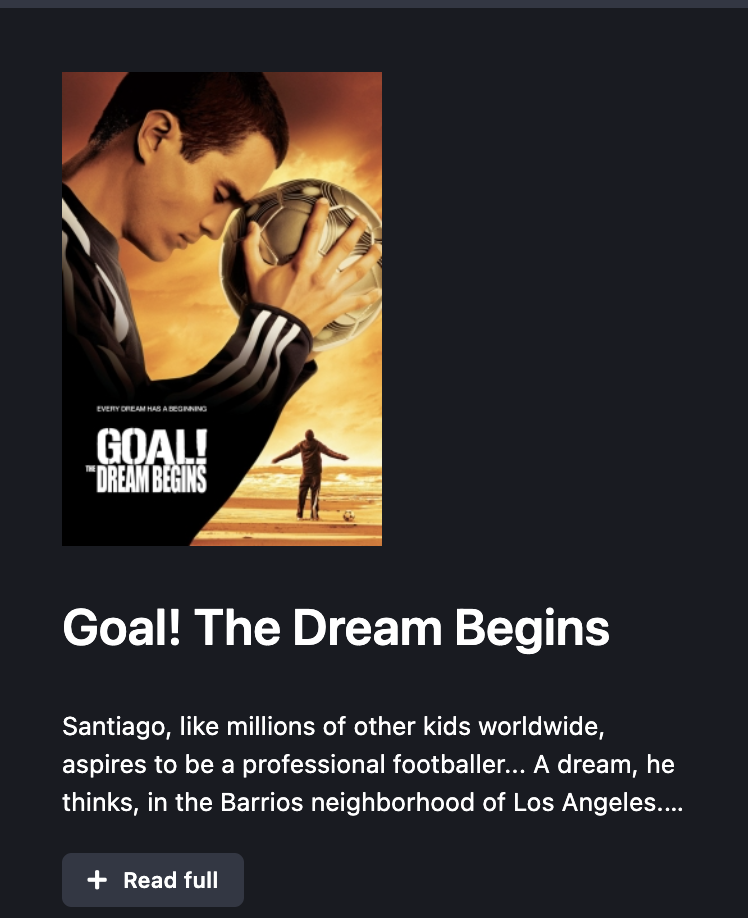 EVERY DREAM HAS A BEGINNING
GOAL!
THE DREAM BEGINS
Goal! The Dream Begins
Santiago, like millions of other kids worldwide,
aspires to be a professional footballer... A dream, he
thinks, in the Barrios neighborhood of Los Angeles....
+ Read full